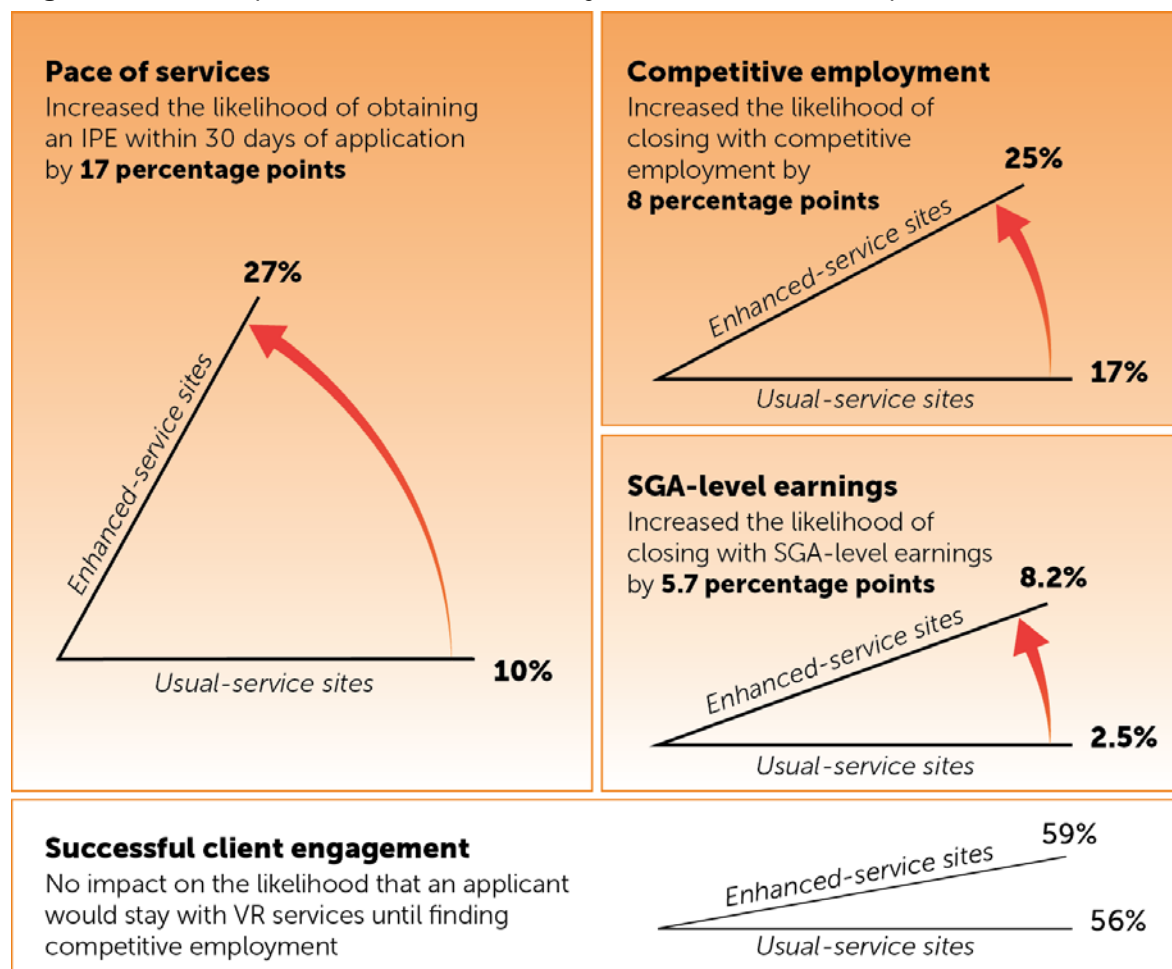 Pace of services
Increased the likelihood of obtaining
an IPE within 30 days of application
by 17 percentage points
27%
Enhanced-service sites
10%
Usual-service sites
Competitive employment
Increased the likelihood of
closing with competitive
employment by
8 percentage points
25%
Enhanced-service sites
17%
Usual-service sites
SGA-level earnings
Increased the likelihood of
closing with SGA-level earnings
by 5.7 percentage points
8.2%
Enhanced-service sites
2.5%
Usual-service sites
Successful client engagement
No impact on the likelihood that an applicant
would stay with VR services until finding
competitive employment
59%
Enhanced-service sites
56%
Usual-service sites